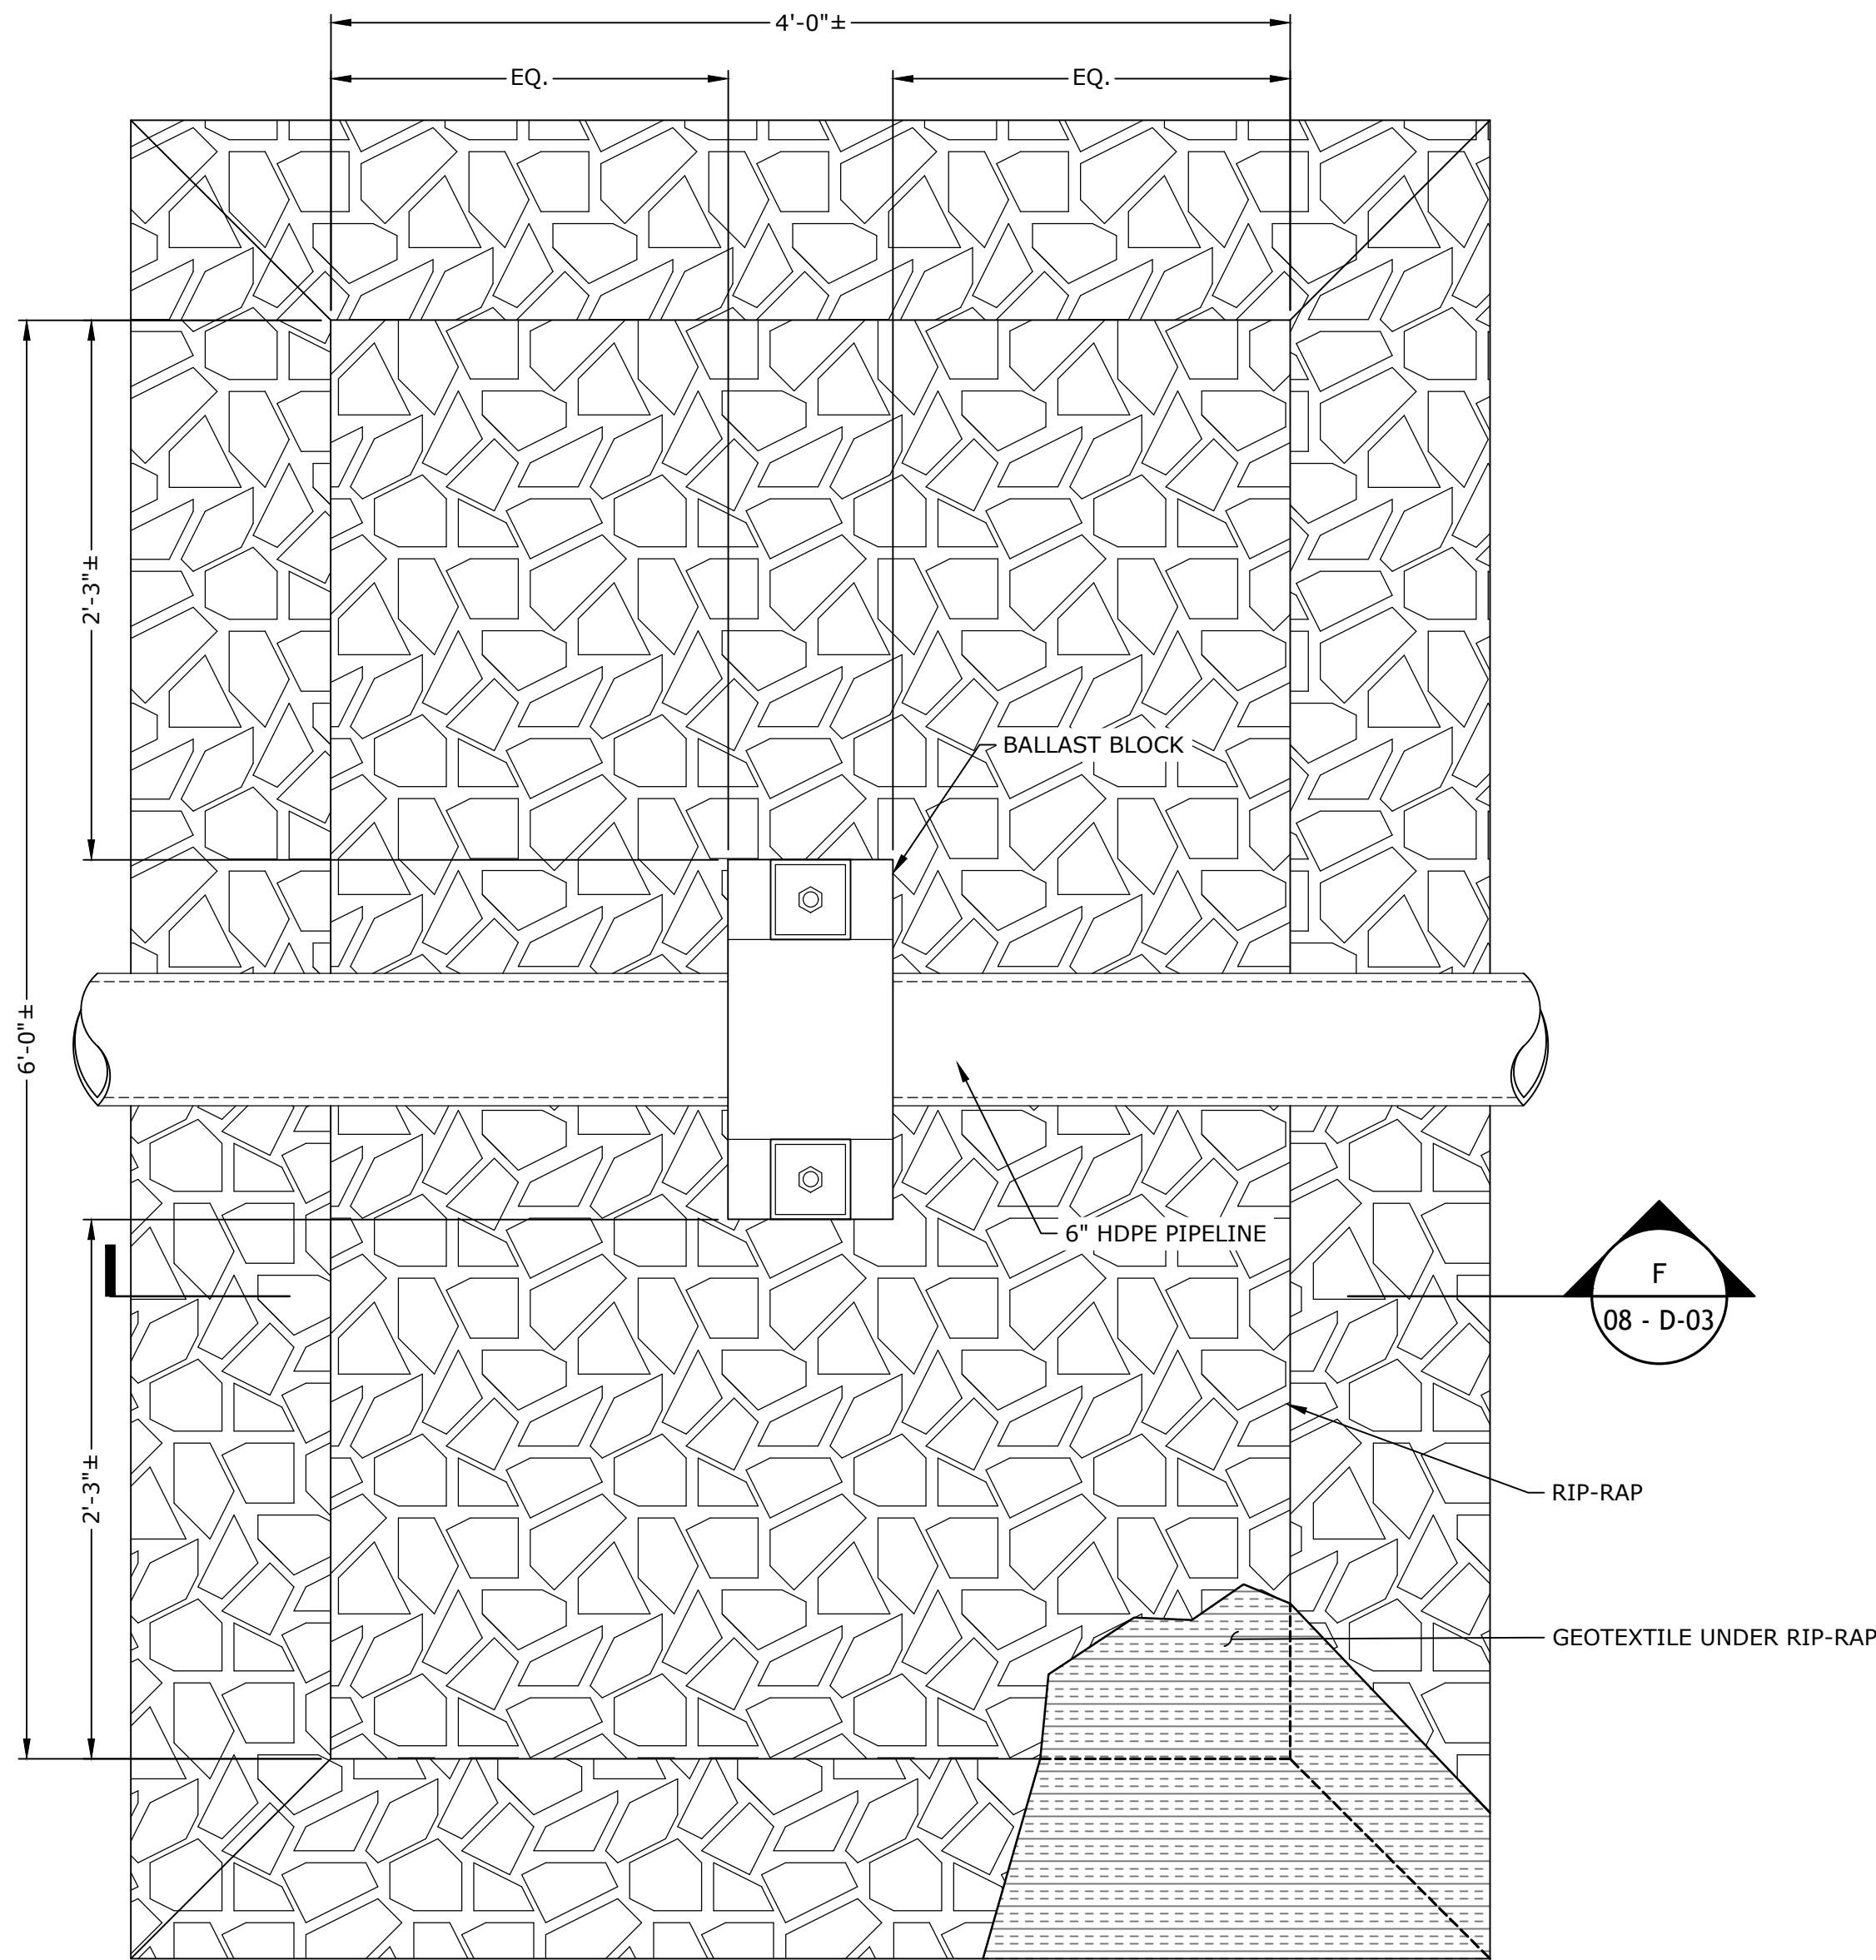 4'-0"±
EQ.
EQ.
2'-3"±
BALLAST BLOCK
6'-0"±
6" HDPE PIPELINE
F
08 - D-03
2'-3"±
RIP-RAP
GEOTEXTILE UNDER RIP-RAP